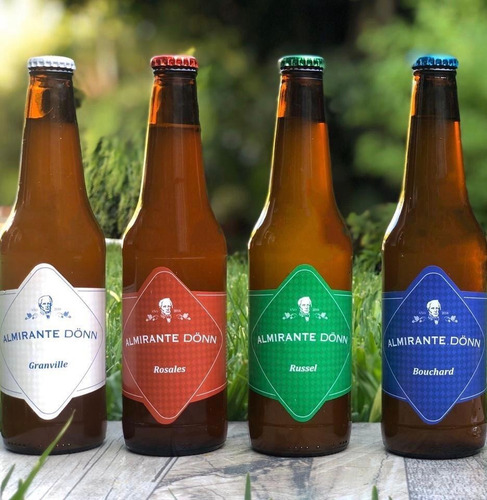 ALMIRANTE DÖNN
Granville
ALMIRANTE DÖNN
Rosales
ALMIRANTE DÖNN
Russel
ALMIRANTE DÖNN
Bouchard